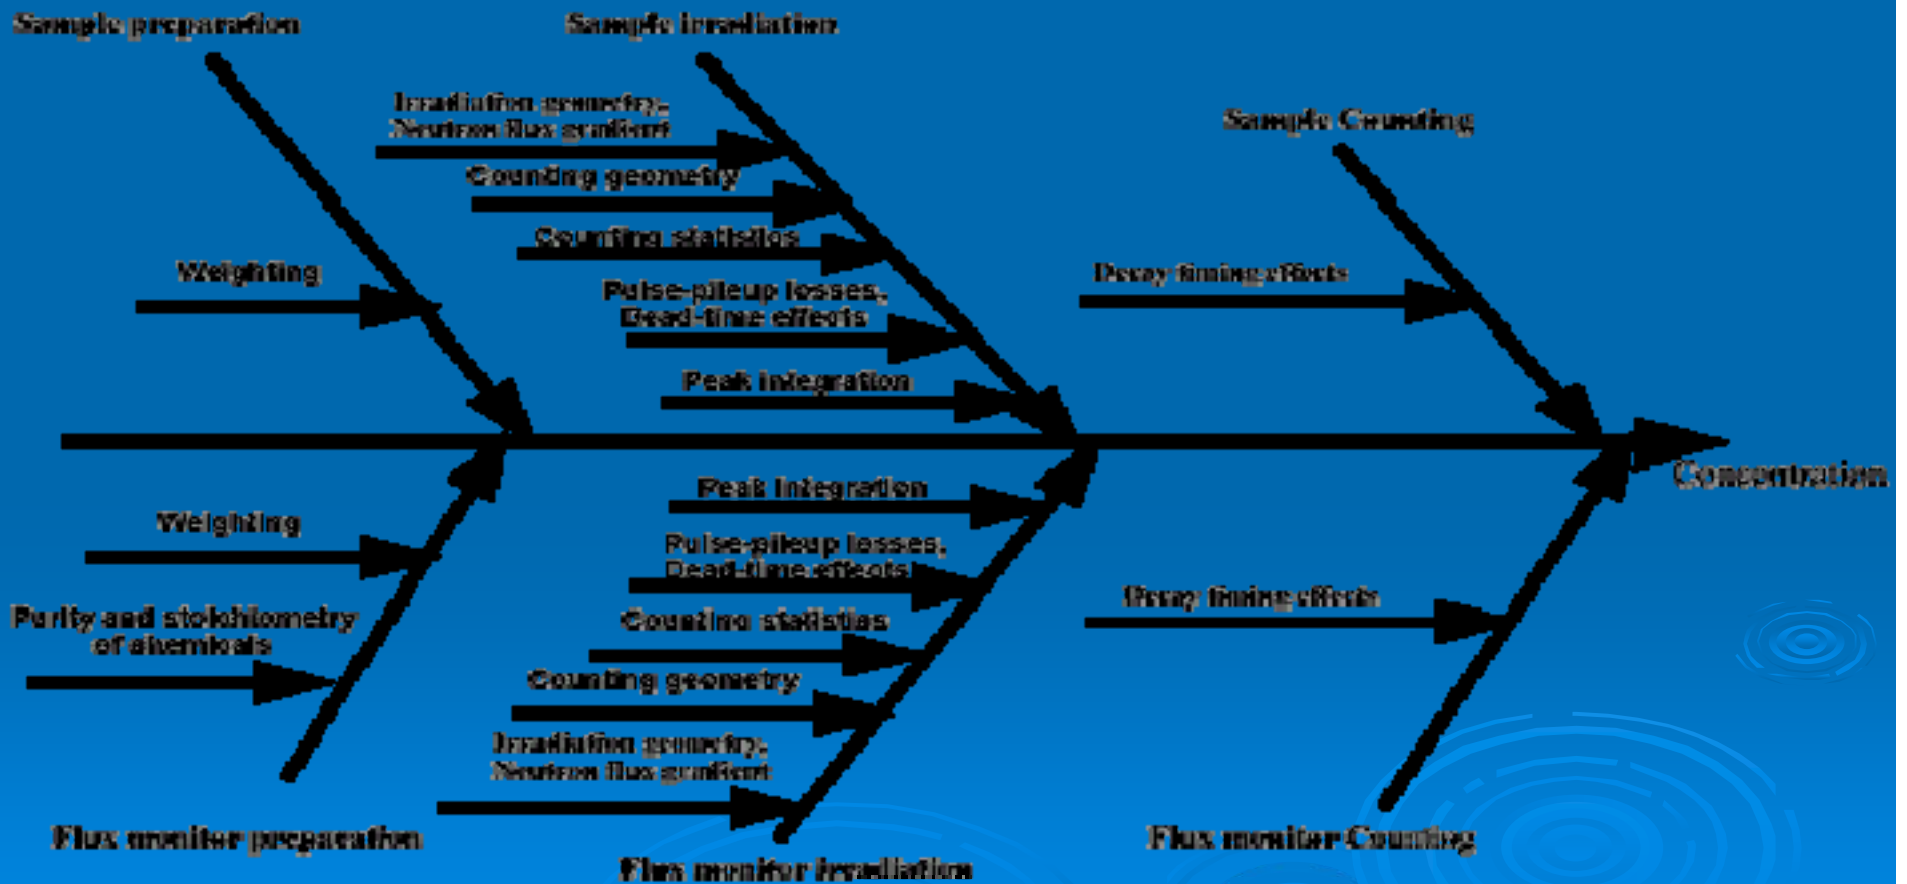 Sample preparation
Sample irradiation
Sample Counting
Irradiation geometry,
Neutron flux gradient
Counting geometry
Counting statistics
Weighting
Pulse-pileup losses,
Dead-time effects
Decay timing effects
Peak integration
Concentration
Peak integration
Weighting
Pulse-pileup losses,
Dead-time effects
Decay timing effects
Purity and stoichiometry
of chemicals
Counting statistics
Counting geometry
Irradiation geometry,
Neutron flux gradient
Flux monitor preparation
Flux monitor Counting
Flux monitor irradiation